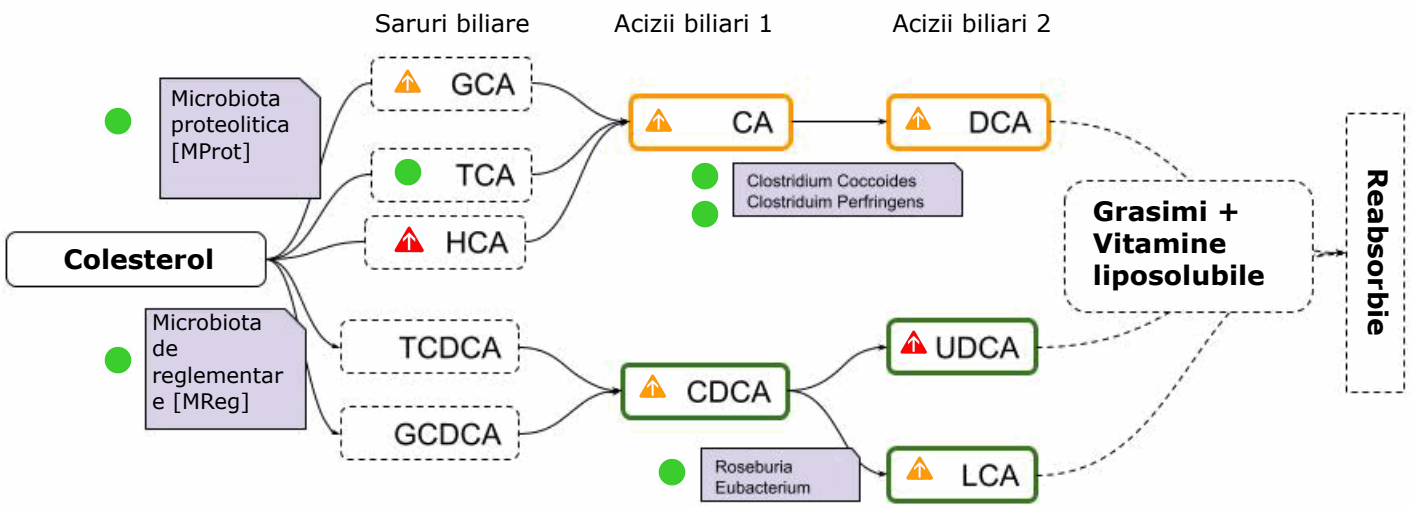 Saruri biliare
Acizii biliari 1
Acizii biliari 2
Microbiota
proteolitica
[MProt]
GCA
TCA
HCA
CA
DCA
Clostridium Coccoides
Clostriduim Perfringens
Colesterol
Grasimi +
Vitamine
liposolubile
Reabsorbie
Microbiota
de
reglementar
e [MReg]
TCDCA
GCDCA
CDCA
UDCA
LCA
Roseburia
Eubacterium